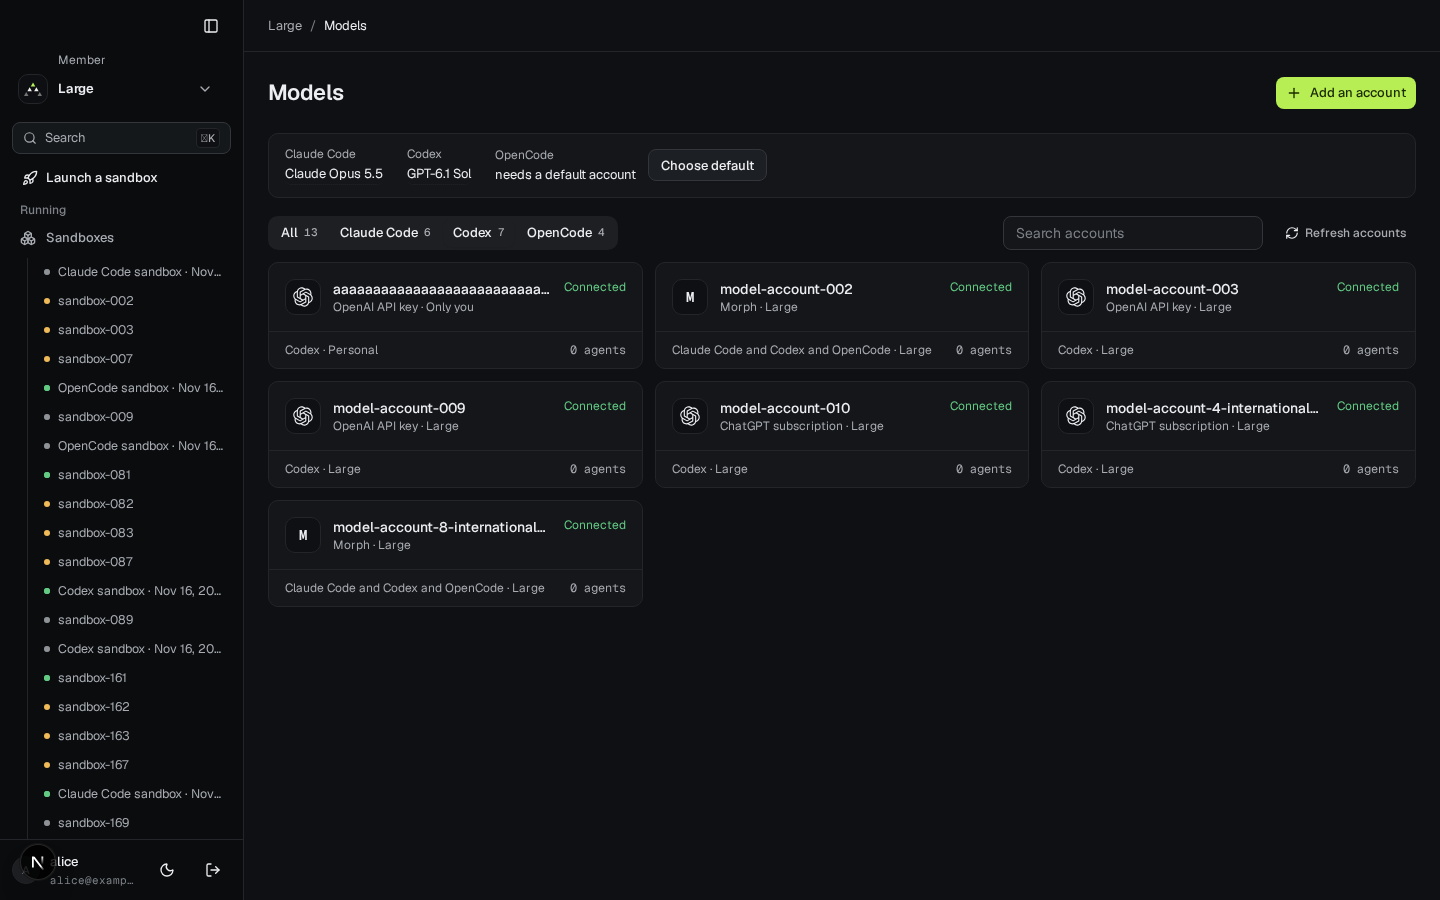 Member
Large
Search
K
Launch a sandbox
Running
Sandboxes
Claude Code sandbox · Nov...
sandbox-002
sandbox-003
sandbox-007
OpenCode sandbox · Nov 16...
sandbox-009
OpenCode sandbox · Nov 16...
sandbox-081
sandbox-082
sandbox-083
sandbox-087
Codex sandbox · Nov 16, 20...
sandbox-089
Codex sandbox · Nov 16, 20...
sandbox-161
sandbox-162
sandbox-163
sandbox-167
Claude Code sandbox · Nov...
sandbox-169
N
alice
alice@examp...
Large / Models
Models
Add an account
Claude Code
Claude Opus 5.5
Codex
GPT-6.1 Sol
OpenCode
needs a default account
Choose default
All 13
Claude Code 6
Codex 7
OpenCode 4
Search accounts
Refresh accounts
aaaaaaaaaaaaaaaaaaaaaaaaaa...
Connected
OpenAI API key · Only you
Codex · Personal
0 agents
M
model-account-002
Connected
Morph · Large
Claude Code and Codex and OpenCode · Large
0 agents
model-account-003
Connected
OpenAI API key · Large
Codex · Large
0 agents
model-account-009
Connected
OpenAI API key · Large
Codex · Large
0 agents
model-account-010
Connected
ChatGPT subscription · Large
Codex · Large
0 agents
model-account-4-international...
Connected
ChatGPT subscription · Large
Codex · Large
0 agents
M
model-account-8-international...
Connected
Morph · Large
Claude Code and Codex and OpenCode · Large
0 agents